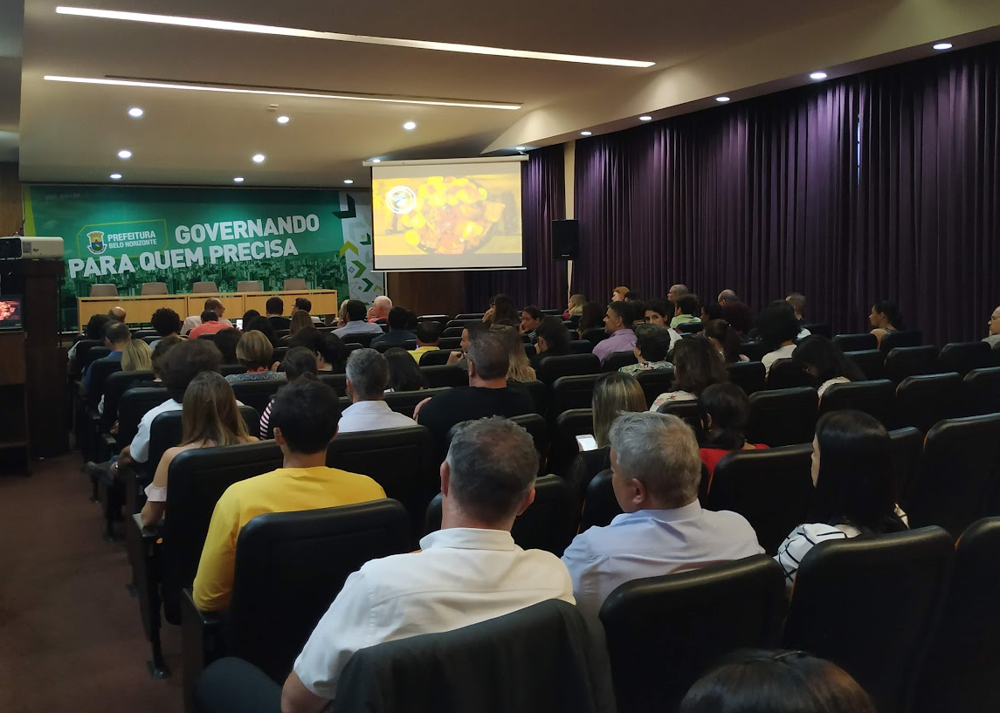 PREFEITURA
BELO HORIZONTE
GOVERNANDO
PARA QUEM PRECISA